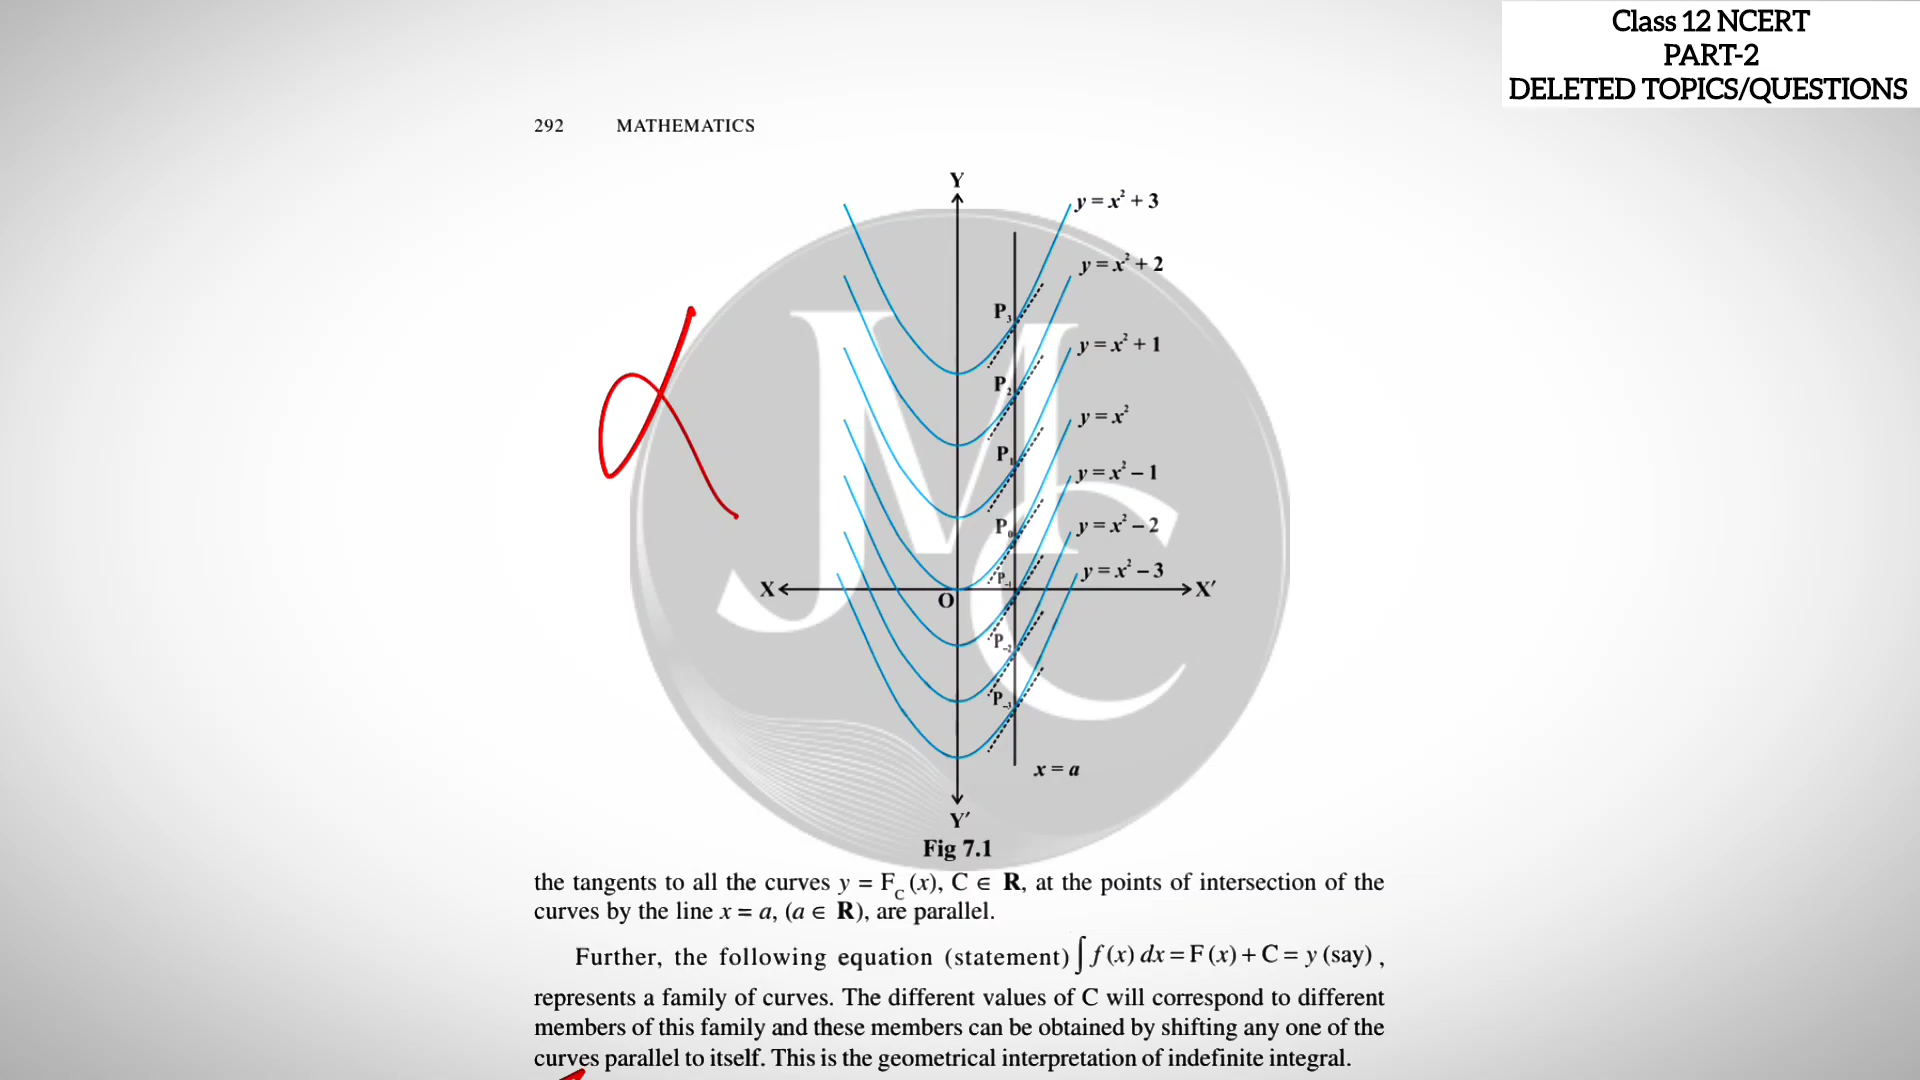 Class 12 NCERT
PART-2
DELETED TOPICS/QUESTIONS
292 MATHEMATICS
Y
y = x² + 3
y = x² + 2
P₃
y = x² + 1
P₂
y = x²
P₁
y = x² – 1
P₀
y = x² – 2
P₋₁
y = x² – 3
X O X′
P₋₂
P₋₃
x = a
Y′
Fig 7.1
the tangents to all the curves y = F_C (x), C ∈ R, at the points of intersection of the
curves by the line x = a, (a ∈ R), are parallel.
Further, the following equation (statement) ∫ f (x) dx = F (x) + C = y (say) ,
represents a family of curves. The different values of C will correspond to different
members of this family and these members can be obtained by shifting any one of the
curves parallel to itself. This is the geometrical interpretation of indefinite integral.
MC